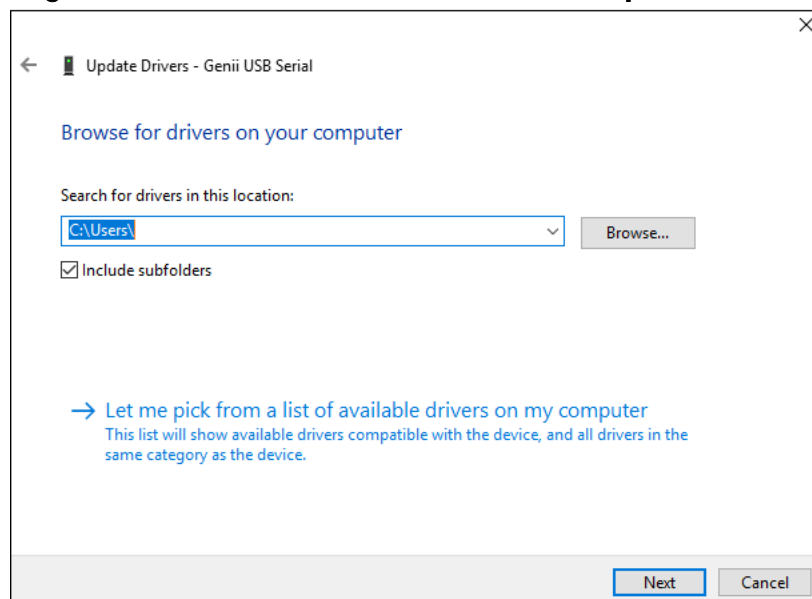 Update Drivers - Genii USB Serial
Browse for drivers on your computer
Search for drivers in this location:
C:\Users\
Browse...
Include subfolders
Let me pick from a list of available drivers on my computer
This list will show available drivers compatible with the device, and all drivers in the
same category as the device.
Next
Cancel